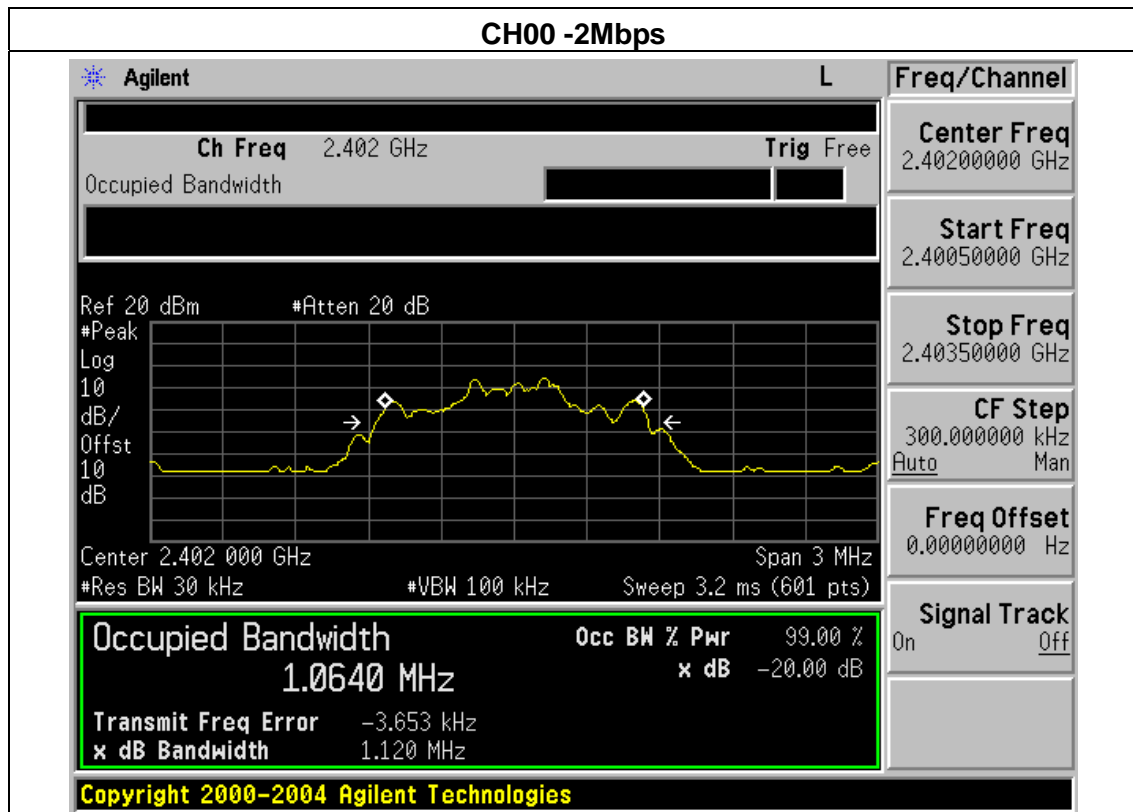 CH00 -2Mbps
Agilent L Freq/Channel
Ch Freq 2.402 GHz Trig Free
Occupied Bandwidth
Center Freq
2.40200000 GHz
Start Freq
2.40050000 GHz
Stop Freq
2.40350000 GHz
CF Step
300.000000 kHz
Auto Man
Freq Offset
0.00000000 Hz
Signal Track
On Off
Ref 20 dBm #Atten 20 dB
#Peak
Log
10
dB/
Offst
10
dB
Center 2.402 000 GHz Span 3 MHz
#Res BW 30 kHz #VBW 100 kHz Sweep 3.2 ms (601 pts)
Occupied Bandwidth Occ BW % Pwr 99.00 %
1.0640 MHz x dB -20.00 dB
Transmit Freq Error -3.653 kHz
x dB Bandwidth 1.120 MHz
Copyright 2000-2004 Agilent Technologies